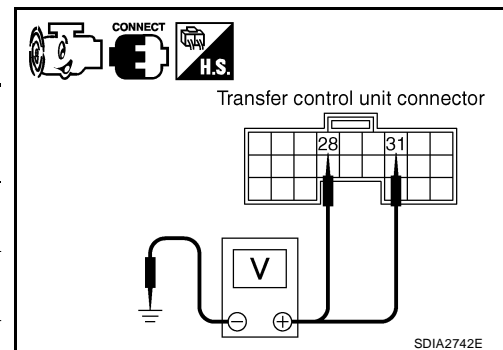 CONNECT
H.S.
Transfer control unit connector
28 31
V
SDIA2742E